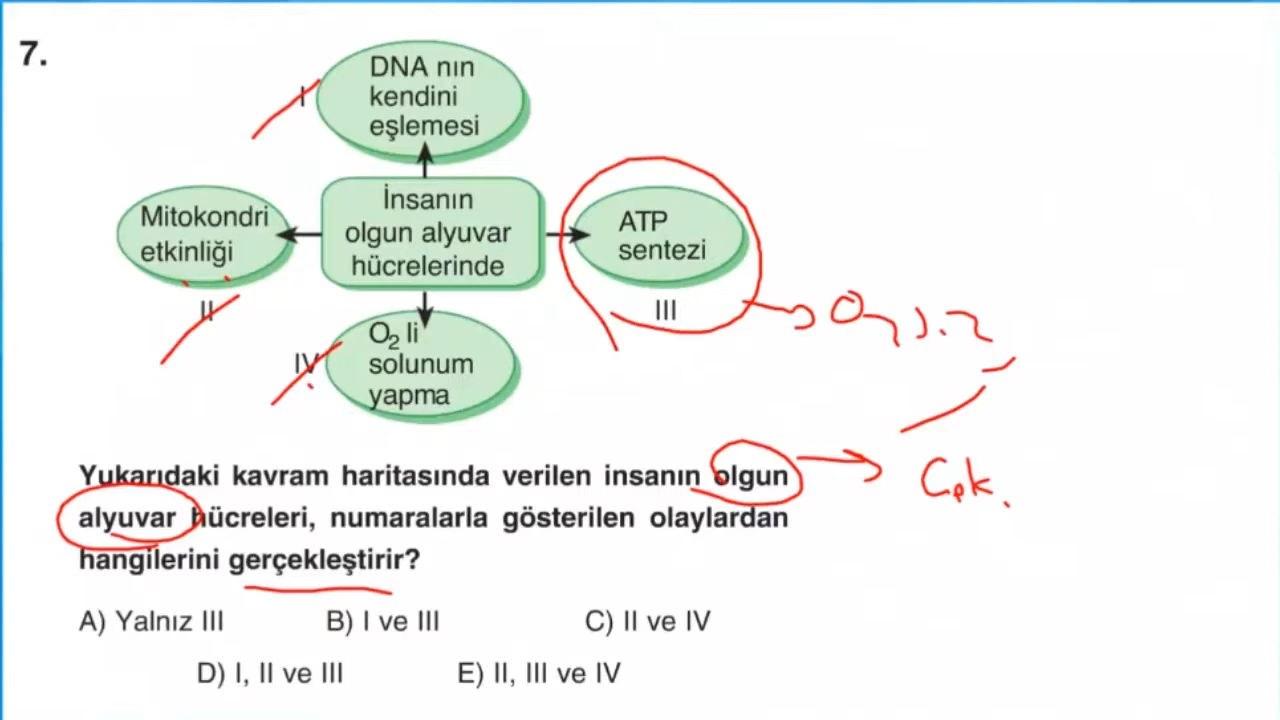 7.
I
DNA nın
kendini
eşlemesi
Mitokondri
etkinliği
II
İnsanın
olgun alyuvar
hücrelerinde
ATP
sentezi
III
IV
O₂ li
solunum
yapma
Yukarıdaki kavram haritasında verilen insanın olgun
alyuvar hücreleri, numaralarla gösterilen olaylardan
hangilerini gerçekleştirir?
A) Yalnız III B) I ve III C) II ve IV
D) I, II ve III E) II, III ve IV